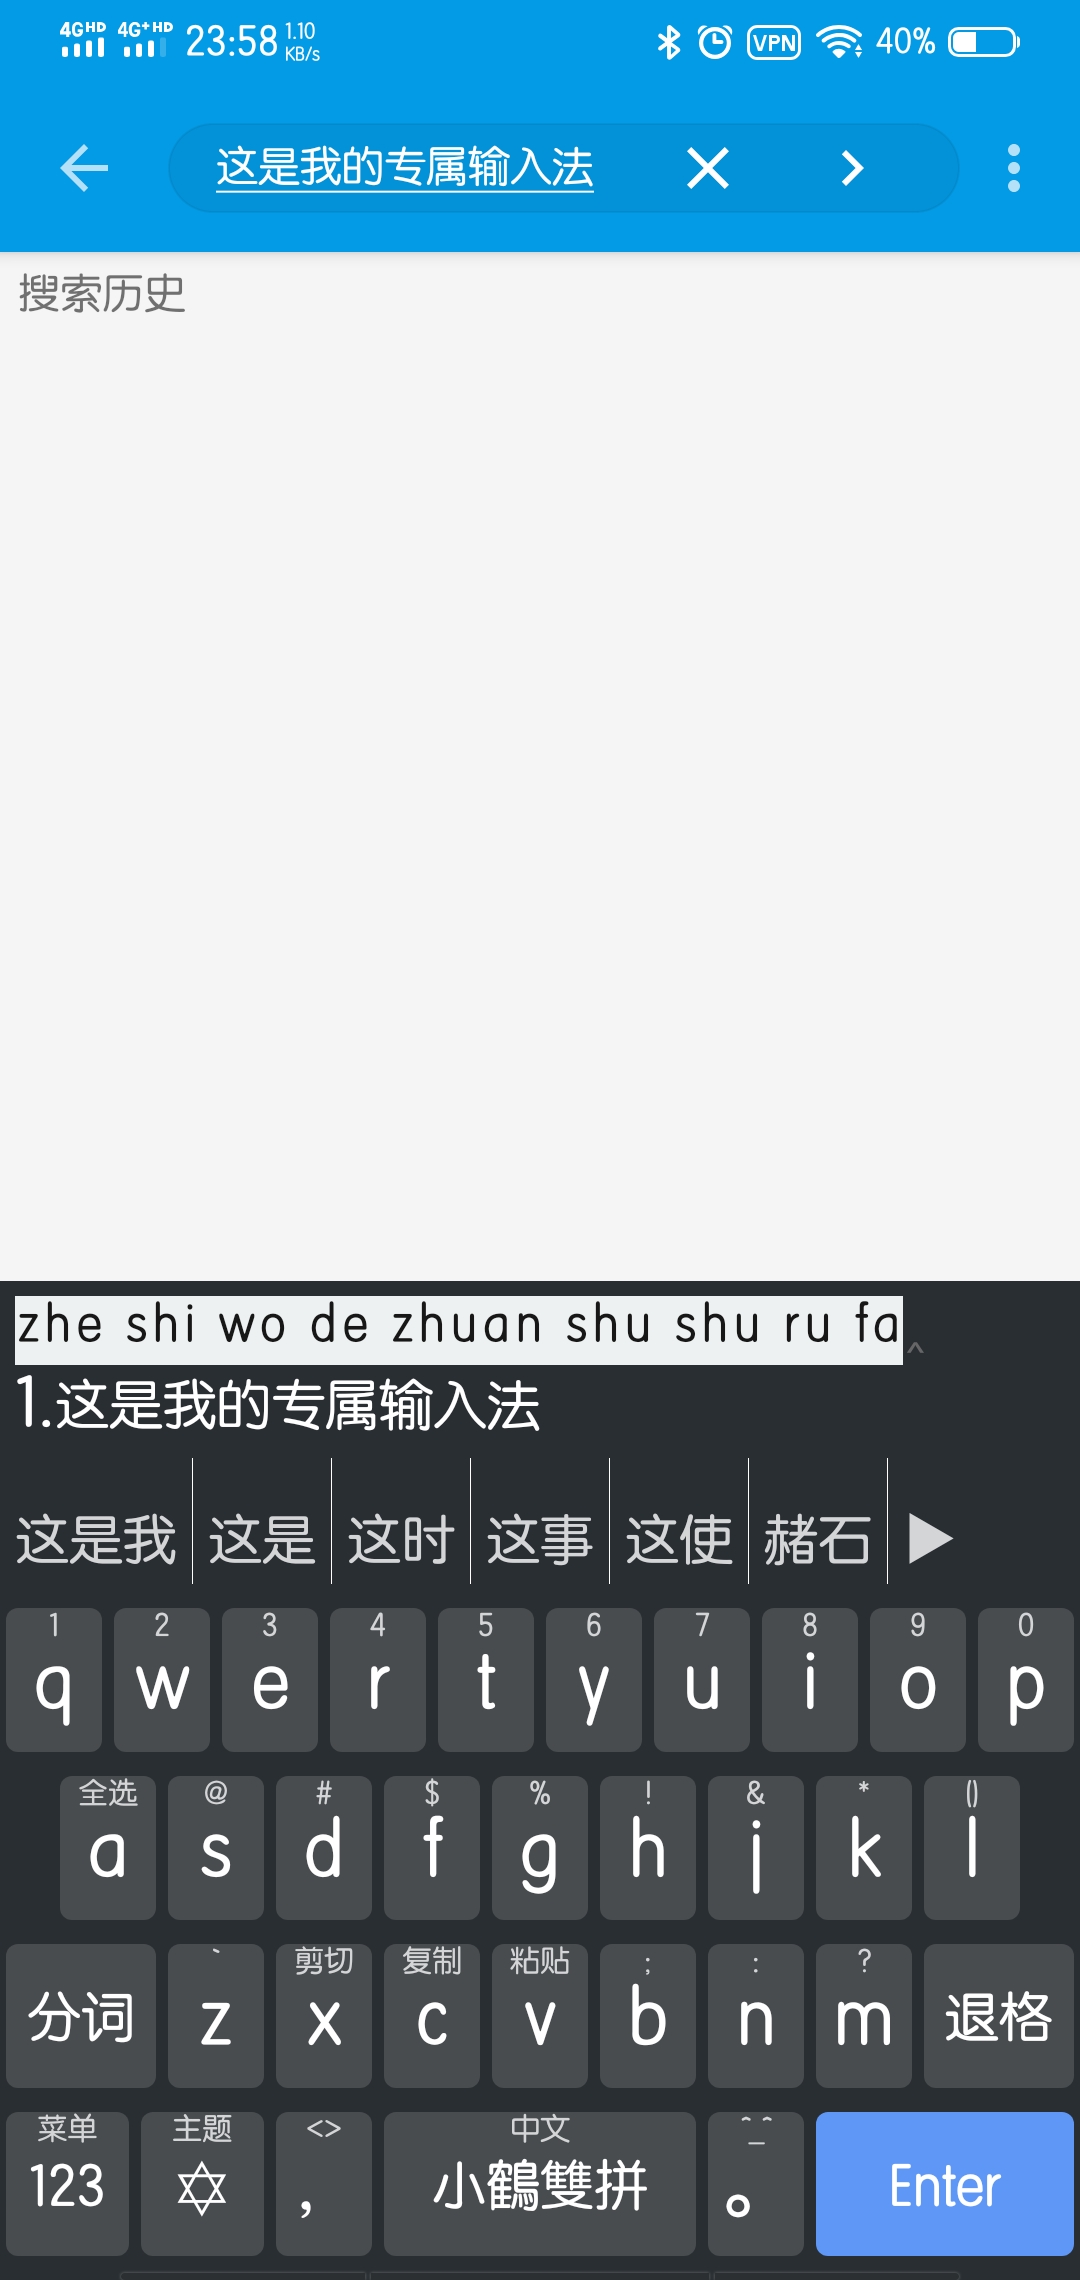 4G HD 4G+ HD 23:58 1.10 KB/s VPN 40%
这是我的专属输入法
搜索历史
zhe shi wo de zhuan shu shu ru fa‸
1.这是我的专属输入法
这是我 这是 这时 这事 这使 赭石 ▶
1 2 3 4 5 6 7 8 9 0
q w e r t y u i o p
全选 @ # $ % ! & * ()
a s d f g h j k l
` 剪切 复制 粘贴 ; : ?
分词 z x c v b n m 退格
菜单 主题 <> 中文 ^_^
123 ✡ , 小鶴雙拼 。 Enter